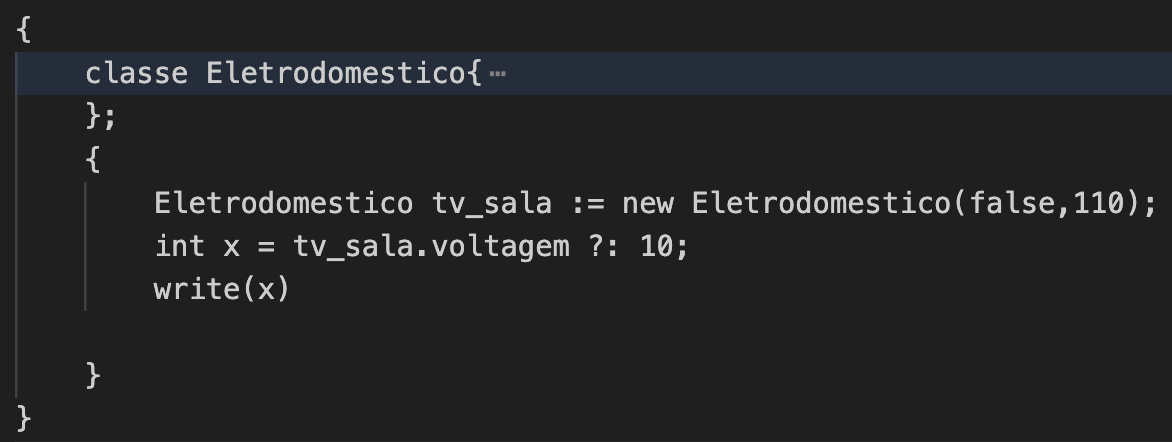 {
classe Eletrodomestico{ ⋯
};
{
Eletrodomestico tv_sala := new Eletrodomestico(false,110);
int x = tv_sala.voltagem ?: 10;
write(x)
}
}